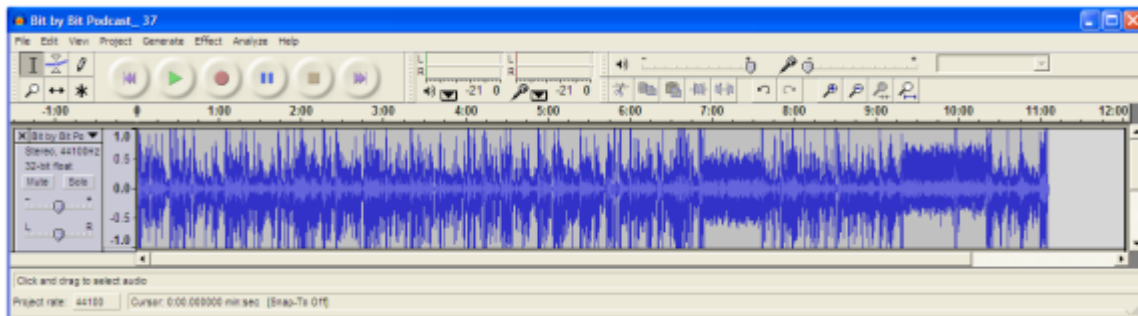 Bit by Bit Podcast_ 37
File Edit View Project Generate Effect Analyze Help
L
R
L
R
-21 0
-21 0
-1:00 0 1:00 2:00 3:00 4:00 5:00 6:00 7:00 8:00 9:00 10:00 11:00 12:00
X Bit by Bit Po
Stereo, 44100Hz
32-bit float
Mute Solo
- +
L R
1.0
0.5
0.0
-0.5
-1.0
Click and drag to select audio
Project rate: 44100 Cursor: 0:00.000000 min:sec [Snap-To Off]